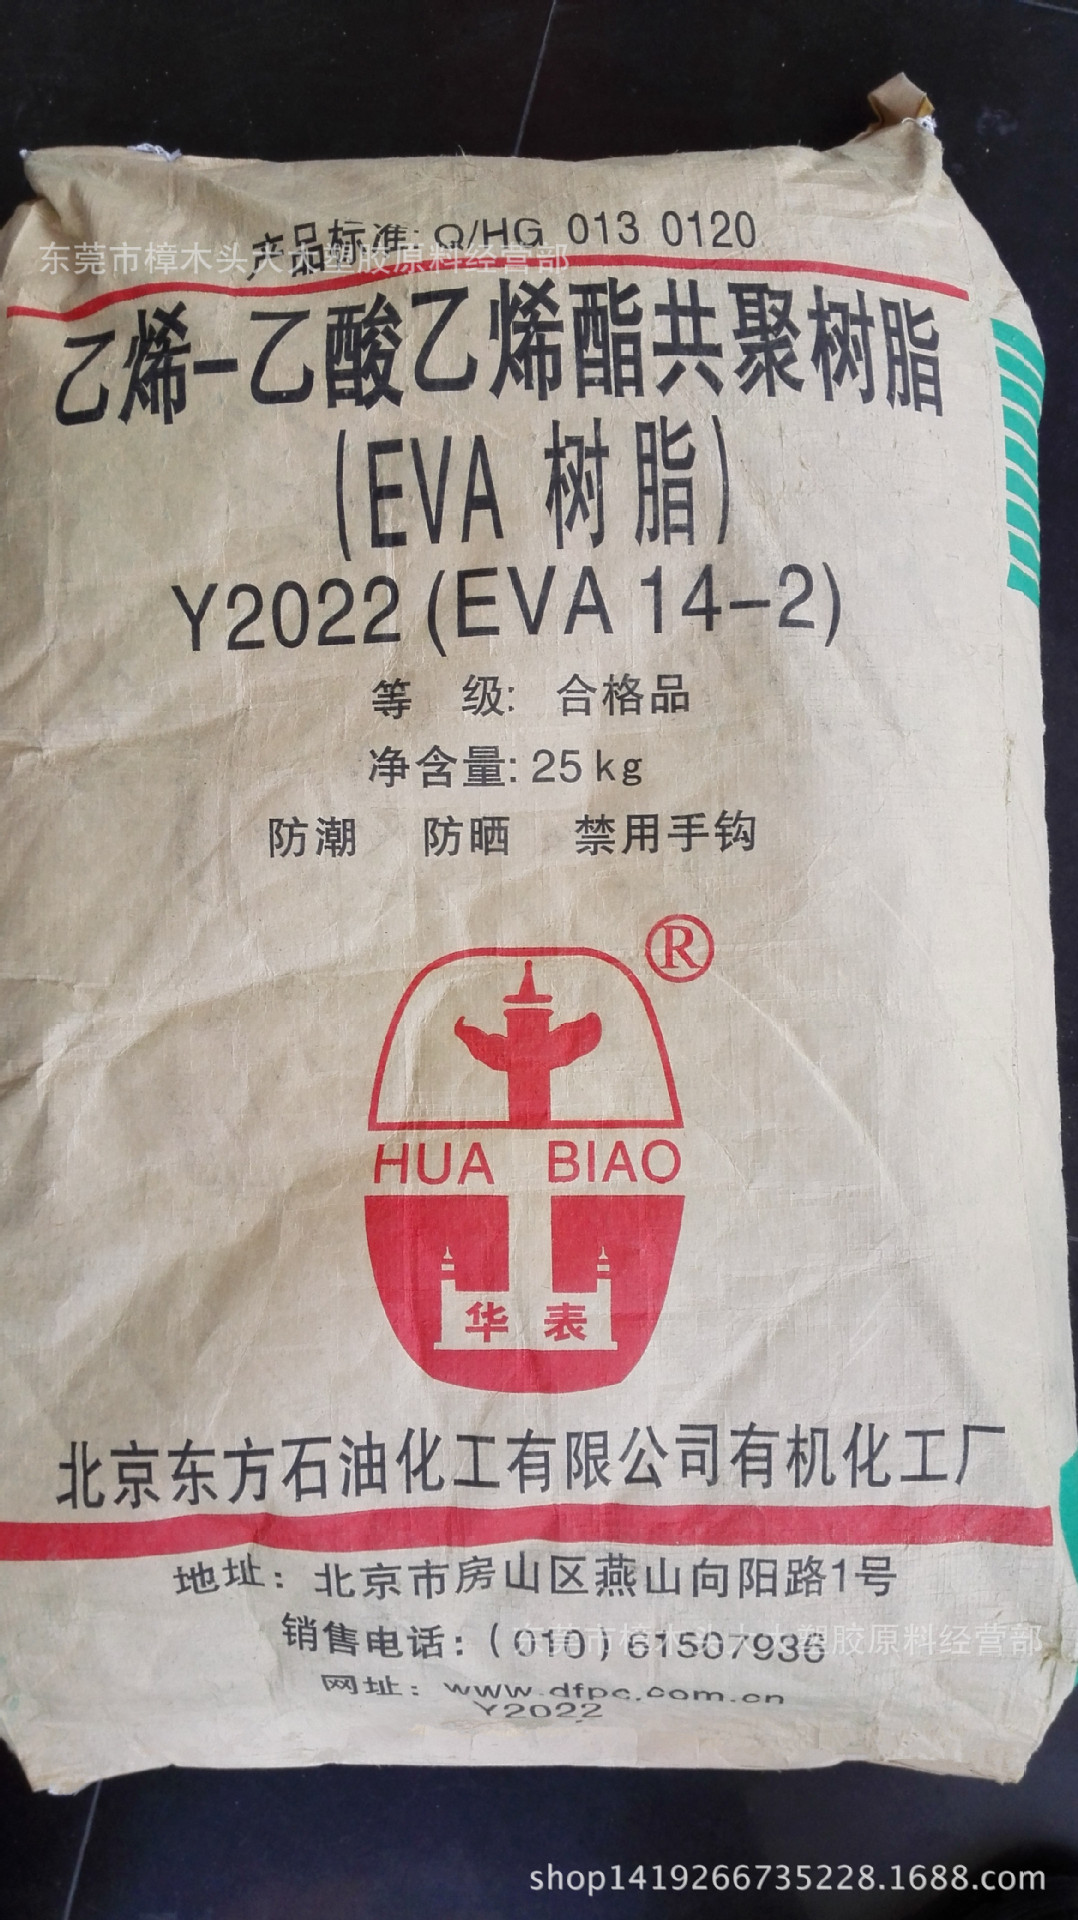 产品标准: Q/HG 013 0120
东莞市樟木头大大塑胶原料经营部
乙烯-乙酸乙烯酯共聚树脂
(EVA 树脂)
Y2022 (EVA 14-2)
等 级: 合格品
净含量: 25kg
防潮 防晒 禁用手钩
®
HUA BIAO
华 表
北京东方石油化工有限公司有机化工厂
地址: 北京市房山区燕山向阳路1号
销售电话: (010) 61507936
东莞市樟木头大大塑胶原料经营部
网址: www.dfpc.com.cn
Y2022
shop1419266735228.1688.com